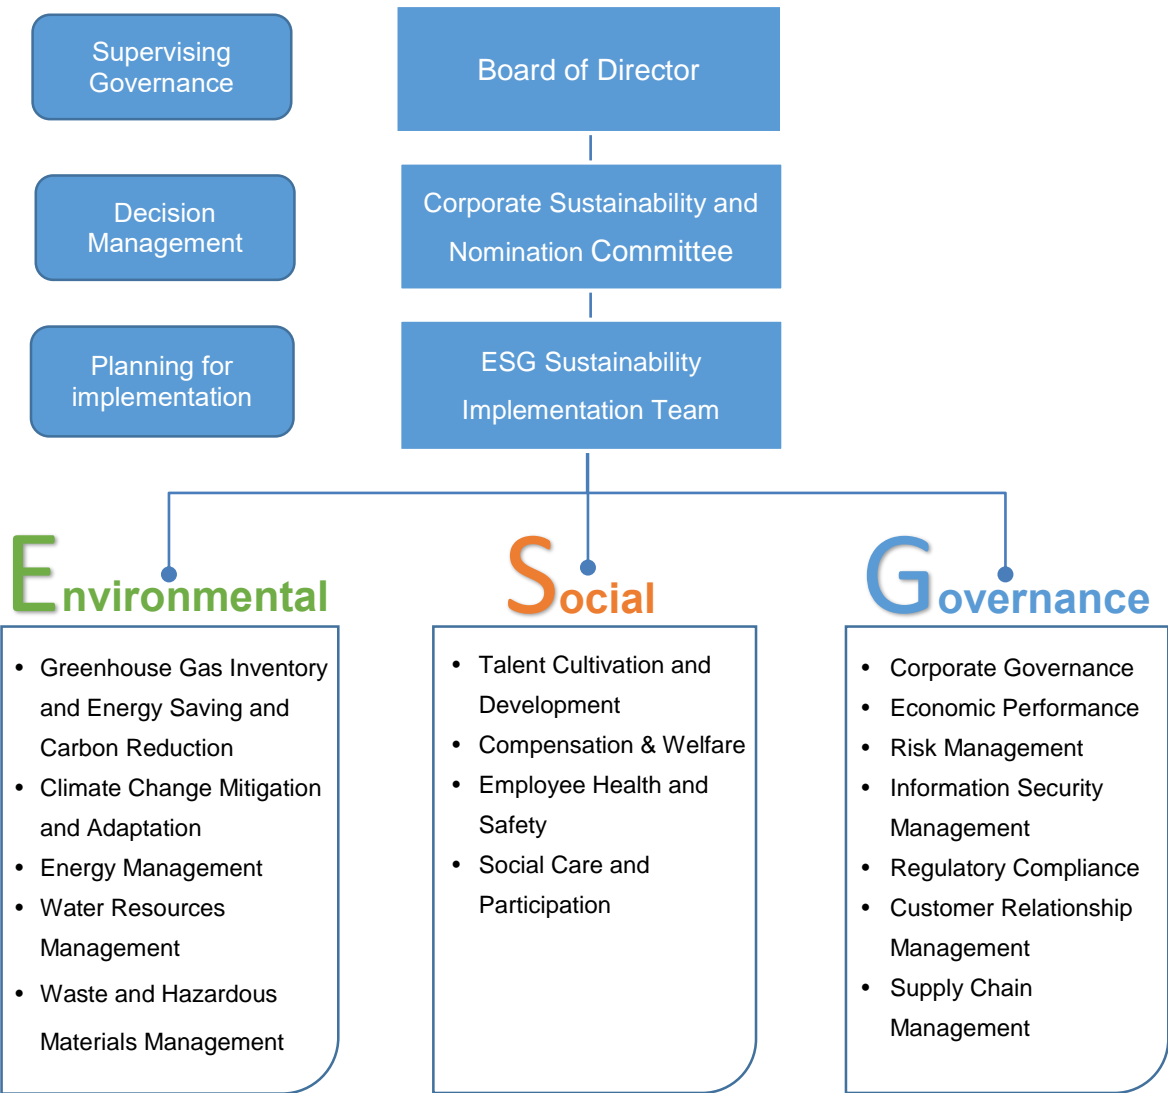 Supervising
Governance
Board of Director
Decision
Management
Corporate Sustainability and
Nomination Committee
Planning for
implementation
ESG Sustainability
Implementation Team
Environmental
• Greenhouse Gas Inventory
and Energy Saving and
Carbon Reduction
• Climate Change Mitigation
and Adaptation
• Energy Management
• Water Resources
Management
• Waste and Hazardous
Materials Management
Social
• Talent Cultivation and
Development
• Compensation & Welfare
• Employee Health and
Safety
• Social Care and
Participation
Governance
• Corporate Governance
• Economic Performance
• Risk Management
• Information Security
Management
• Regulatory Compliance
• Customer Relationship
Management
• Supply Chain
Management